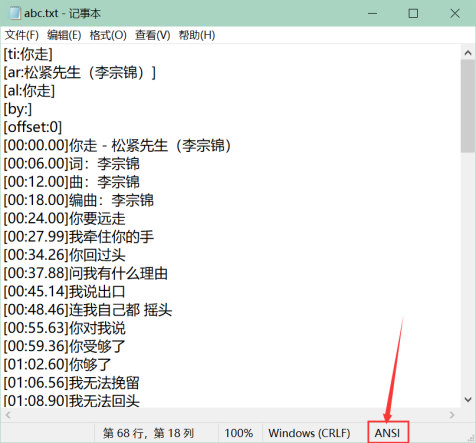 abc.txt - 记事本
文件(F) 编辑(E) 格式(O) 查看(V) 帮助(H)
[ti:你走]
[ar:松紧先生（李宗锦）]
[al:你走]
[by:]
[offset:0]
[00:00.00]你走 - 松紧先生（李宗锦）
[00:06.00]词：李宗锦
[00:12.00]曲：李宗锦
[00:18.00]编曲：李宗锦
[00:24.00]你要远走
[00:27.99]我牵住你的手
[00:34.26]你回过头
[00:37.88]问我有什么理由
[00:45.14]我说出口
[00:48.46]连我自己都 摇头
[00:55.63]你对我说
[00:59.36]你受够了
[01:02.60]你够了
[01:06.56]我无法挽留
[01:08.90]我无法回头
第 68 行，第 18 列 100% Windows (CRLF) ANSI